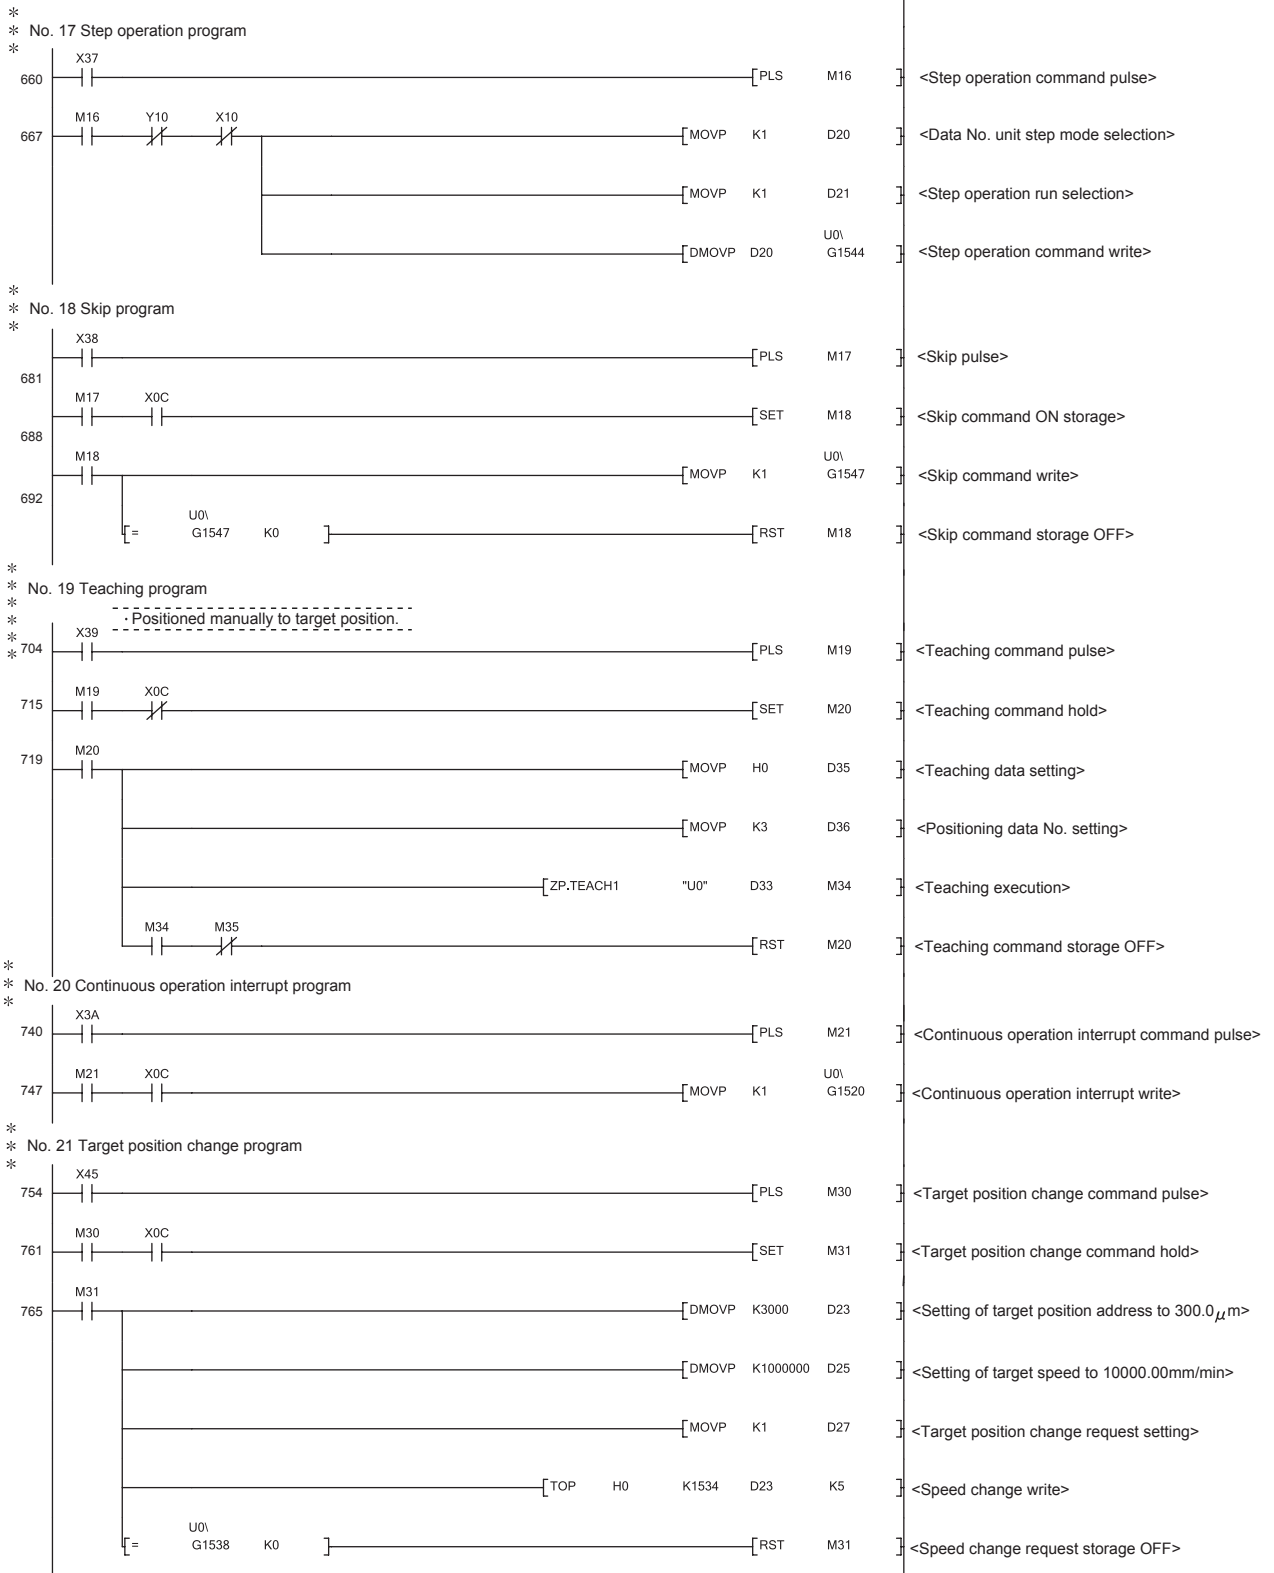 *
* No. 17 Step operation program
*
X37
660 PLS M16 <Step operation command pulse>
M16 Y10 X10
667 MOVP K1 D20 <Data No. unit step mode selection>
MOVP K1 D21 <Step operation run selection>
U0\
DMOVP D20 G1544 <Step operation command write>
*
* No. 18 Skip program
*
X38
PLS M17 <Skip pulse>
681
M17 X0C
SET M18 <Skip command ON storage>
688
M18 U0\
MOVP K1 G1547 <Skip command write>
692
U0\
= G1547 K0 RST M18 <Skip command storage OFF>
*
* No. 19 Teaching program
*
* · Positioned manually to target position.
* X39
* 704 PLS M19 <Teaching command pulse>
M19 X0C
715 SET M20 <Teaching command hold>
M20
719 MOVP H0 D35 <Teaching data setting>
MOVP K3 D36 <Positioning data No. setting>
ZP.TEACH1 "U0" D33 M34 <Teaching execution>
M34 M35
RST M20 <Teaching command storage OFF>
*
* No. 20 Continuous operation interrupt program
*
X3A
740 PLS M21 <Continuous operation interrupt command pulse>
M21 X0C U0\
747 MOVP K1 G1520 <Continuous operation interrupt write>
*
* No. 21 Target position change program
*
X45
754 PLS M30 <Target position change command pulse>
M30 X0C
761 SET M31 <Target position change command hold>
M31
765 DMOVP K3000 D23 <Setting of target position address to 300.0μm>
DMOVP K1000000 D25 <Setting of target speed to 10000.00mm/min>
MOVP K1 D27 <Target position change request setting>
TOP H0 K1534 D23 K5 <Speed change write>
U0\
= G1538 K0 RST M31 <Speed change request storage OFF>